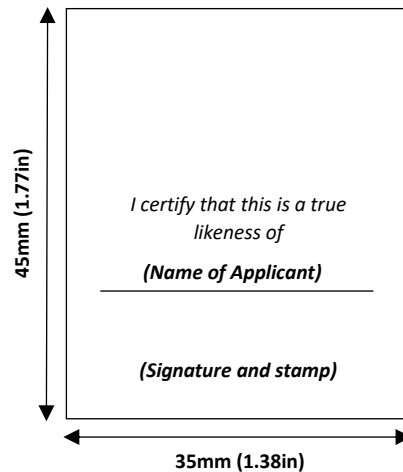 45mm (1.77in)
I certify that this is a true
likeness of
(Name of Applicant)
(Signature and stamp)
35mm (1.38in)